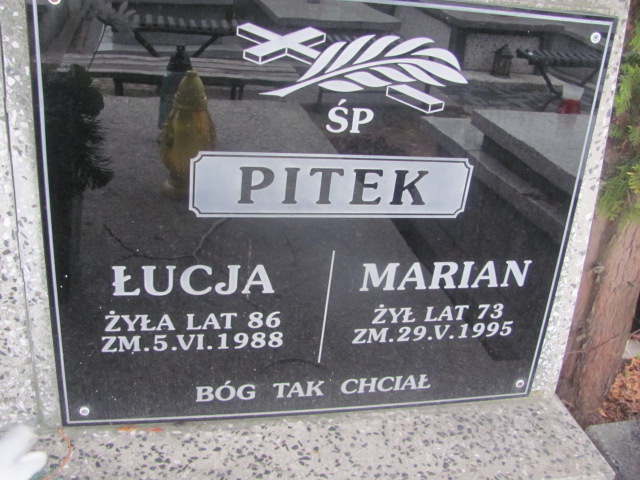 ŚP
PITEK
ŁUCJA
ŻYŁA LAT 86
ZM.5.VI.1988
MARIAN
ŻYŁ LAT 73
ZM.29.V.1995
BÓG TAK CHCIAŁ